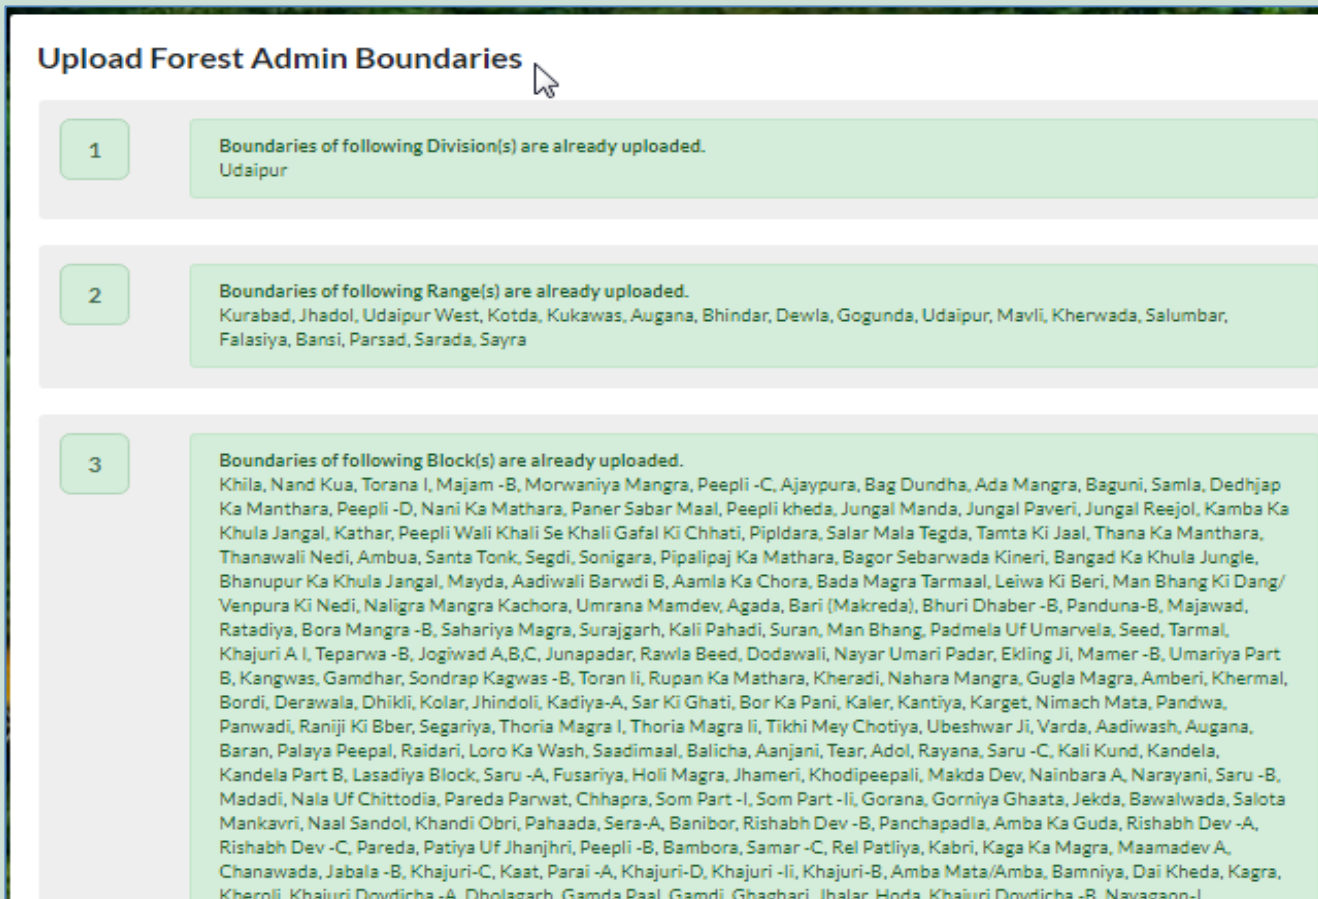 Upload Forest Admin Boundaries
1
Boundaries of following Division(s) are already uploaded.
Udaipur
2
Boundaries of following Range(s) are already uploaded.
Kurabad, Jhadol, Udaipur West, Kotda, Kukawas, Augana, Bhindar, Dewla, Gogunda, Udaipur, Mavli, Kherwada, Salumbar,
Falasiya, Bansi, Parsad, Sarada, Sayra
3
Boundaries of following Block(s) are already uploaded.
Khila, Nand Kua, Torana I, Majam -B, Morwaniya Mangra, Peepli -C, Ajaypura, Bag Dundha, Ada Mangra, Baguni, Samla, Dedhjap
Ka Manthara, Peepli -D, Nani Ka Mathara, Paner Sabar Maal, Peepli kheda, Jungal Manda, Jungal Paveri, Jungal Reejol, Kamba Ka
Khula Jangal, Kathar, Peepli Wali Khali Se Khali Gafal Ki Chhati, Pipldara, Salar Mala Tegda, Tamta Ki Jaal, Thana Ka Manthara,
Thanawali Nedi, Ambua, Santa Tonk, Segdi, Sonigara, Pipalipaj Ka Mathara, Bagor Sebarwada Kineri, Bangad Ka Khula Jungle,
Bhanupur Ka Khula Jangal, Mayda, Aadiwali Barwdi B, Aamla Ka Chora, Bada Magra Tarmaal, Leiwa Ki Beri, Man Bhang Ki Dang/
Venpura Ki Nedi, Naligra Mangra Kachora, Umrana Mamdev, Agada, Bari (Makreda), Bhuri Dhaber -B, Panduna-B, Majawad,
Ratadiya, Bora Mangra -B, Sahariya Magra, Surajgarh, Kali Pahadi, Suran, Man Bhang, Padmela Uf Umarvela, Seed, Tarmal,
Khajuri A I, Teparwa -B, Jogiwad A,B,C, Junapadar, Rawla Beed, Dodawali, Nayar Umari Padar, Ekling Ji, Mamer -B, Umariya Part
B, Kangwas, Gamdhar, Sondrap Kagwas -B, Toran Ii, Rupan Ka Mathara, Kheradi, Nahara Mangra, Gugla Magra, Amberi, Khermal,
Bordi, Derawala, Dhikli, Kolar, Jhindoli, Kadiya-A, Sar Ki Ghati, Bor Ka Pani, Kaler, Kantiya, Karget, Nimach Mata, Pandwa,
Panwadi, Raniji Ki Bber, Segariya, Thoria Magra I, Thoria Magra Ii, Tikhi Mey Chotiya, Ubeshwar Ji, Varda, Aadiwash, Augana,
Baran, Palaya Peepal, Raidari, Loro Ka Wash, Saadimaal, Balicha, Aanjani, Tear, Adol, Rayana, Saru -C, Kali Kund, Kandela,
Kandela Part B, Lasadiya Block, Saru -A, Fusariya, Holi Magra, Jhameri, Khodipeepali, Makda Dev, Nainbara A, Narayani, Saru -B,
Madadi, Nala Uf Chittodia, Pareda Parwat, Chhapra, Som Part -I, Som Part -Ii, Gorana, Gorniya Ghaata, Jekda, Bawalwada, Salota
Mankavri, Naal Sandol, Khandi Obri, Pahaada, Sera-A, Banibor, Rishabh Dev -B, Panchapadla, Amba Ka Guda, Rishabh Dev -A,
Rishabh Dev -C, Pareda, Patiya Uf Jhanjhri, Peepli -B, Bambora, Samar -C, Rel Patliya, Kabri, Kaga Ka Magra, Maamadev A,
Chanawada, Jabala -B, Khajuri-C, Kaat, Parai -A, Khajuri-D, Khajuri -Ii, Khajuri-B, Amba Mata/Amba, Bamniya, Dai Kheda, Kagra,
Kheroli, Khajuri Dovdicha -A, Dholagarh, Gamda Paal, Gamdi, Ghaghari, Jhalar, Hoda, Khajuri Dovdicha -B, Nayagaon-I,